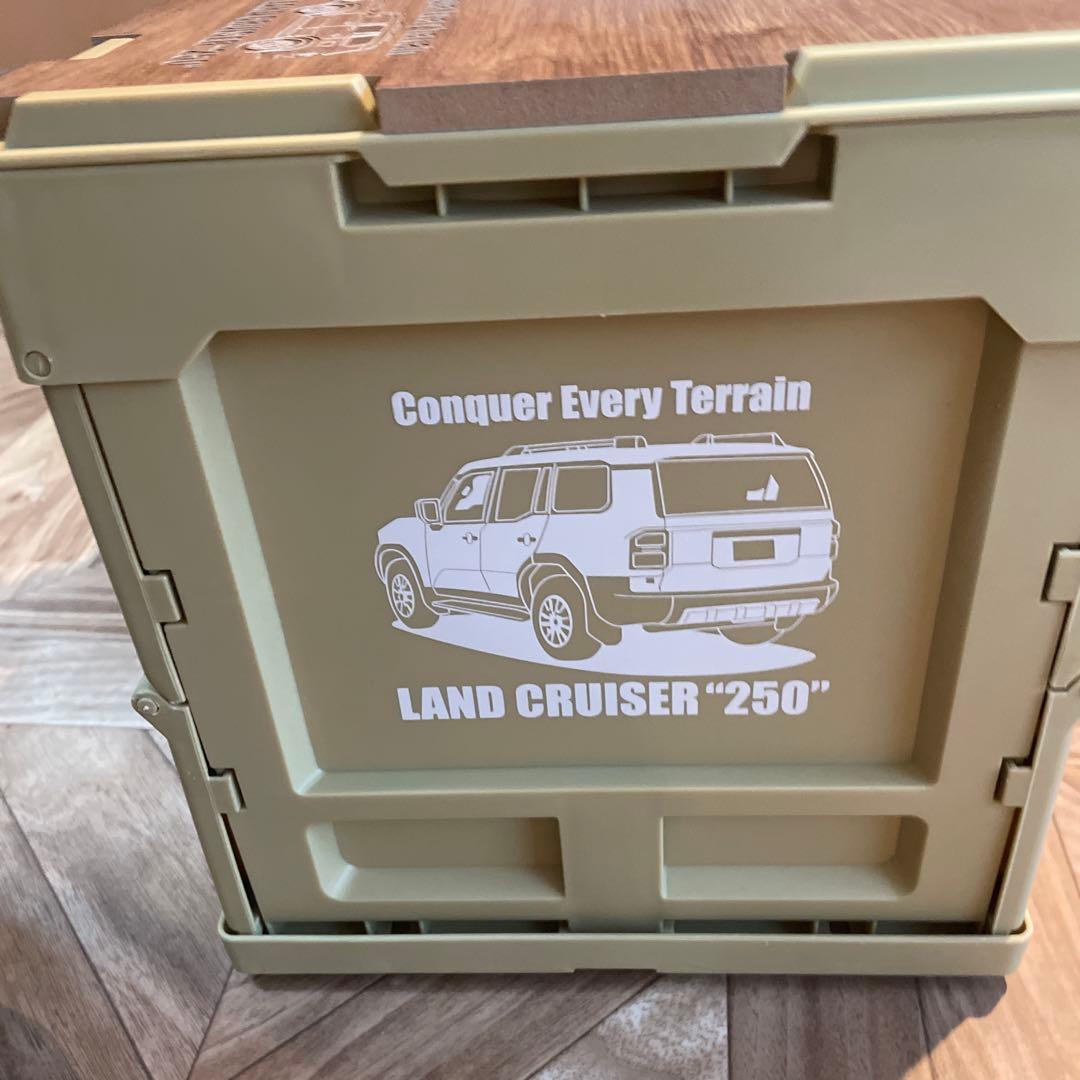 Conquer Every Terrain
LAND CRUISER “250”